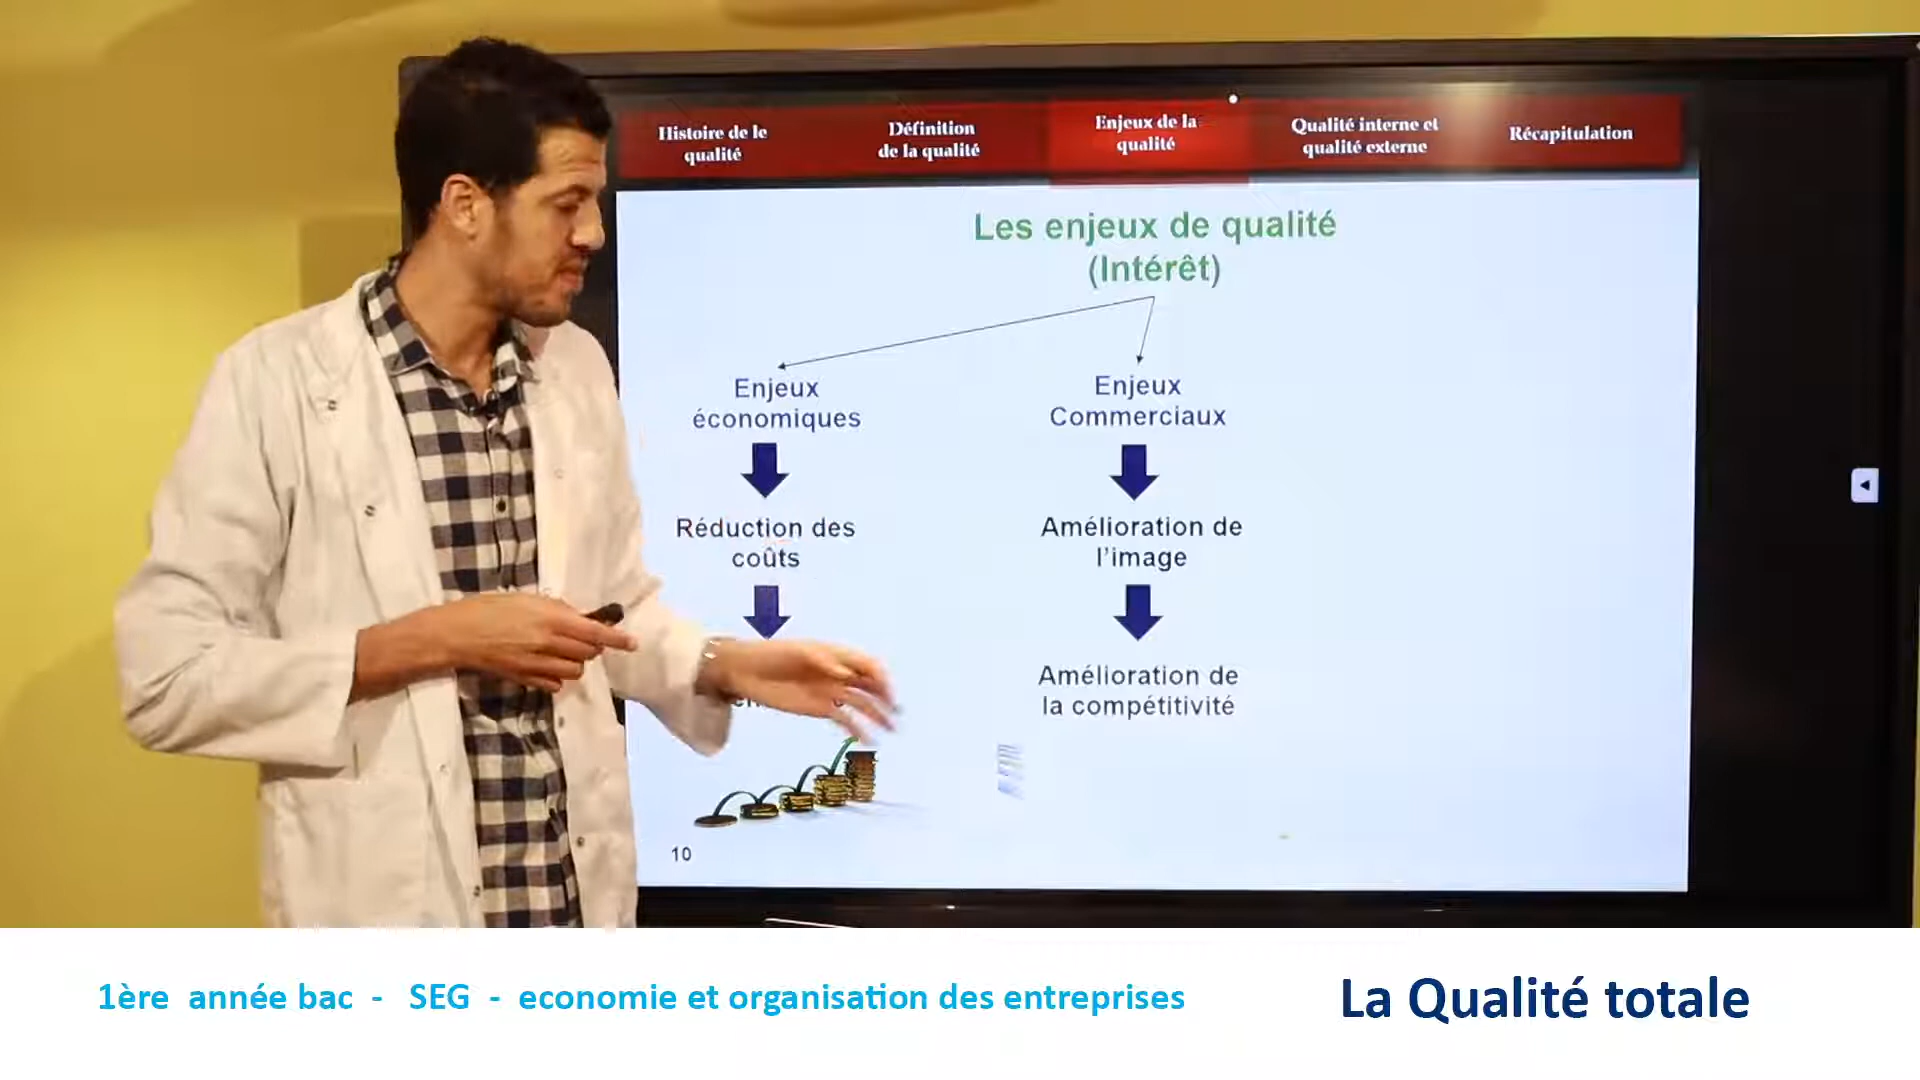 Histoire de le
qualité
Définition
de la qualité
Enjeux de la
qualité
Qualité interne et
qualité externe
Récapitulation
Les enjeux de qualité
(Intérêt)
Enjeux
économiques
Enjeux
Commerciaux
Réduction des
coûts
Amélioration de
l'image
Amélioration de
la compétitivité
10
1ère année bac - SEG - economie et organisation des entreprises
La Qualité totale